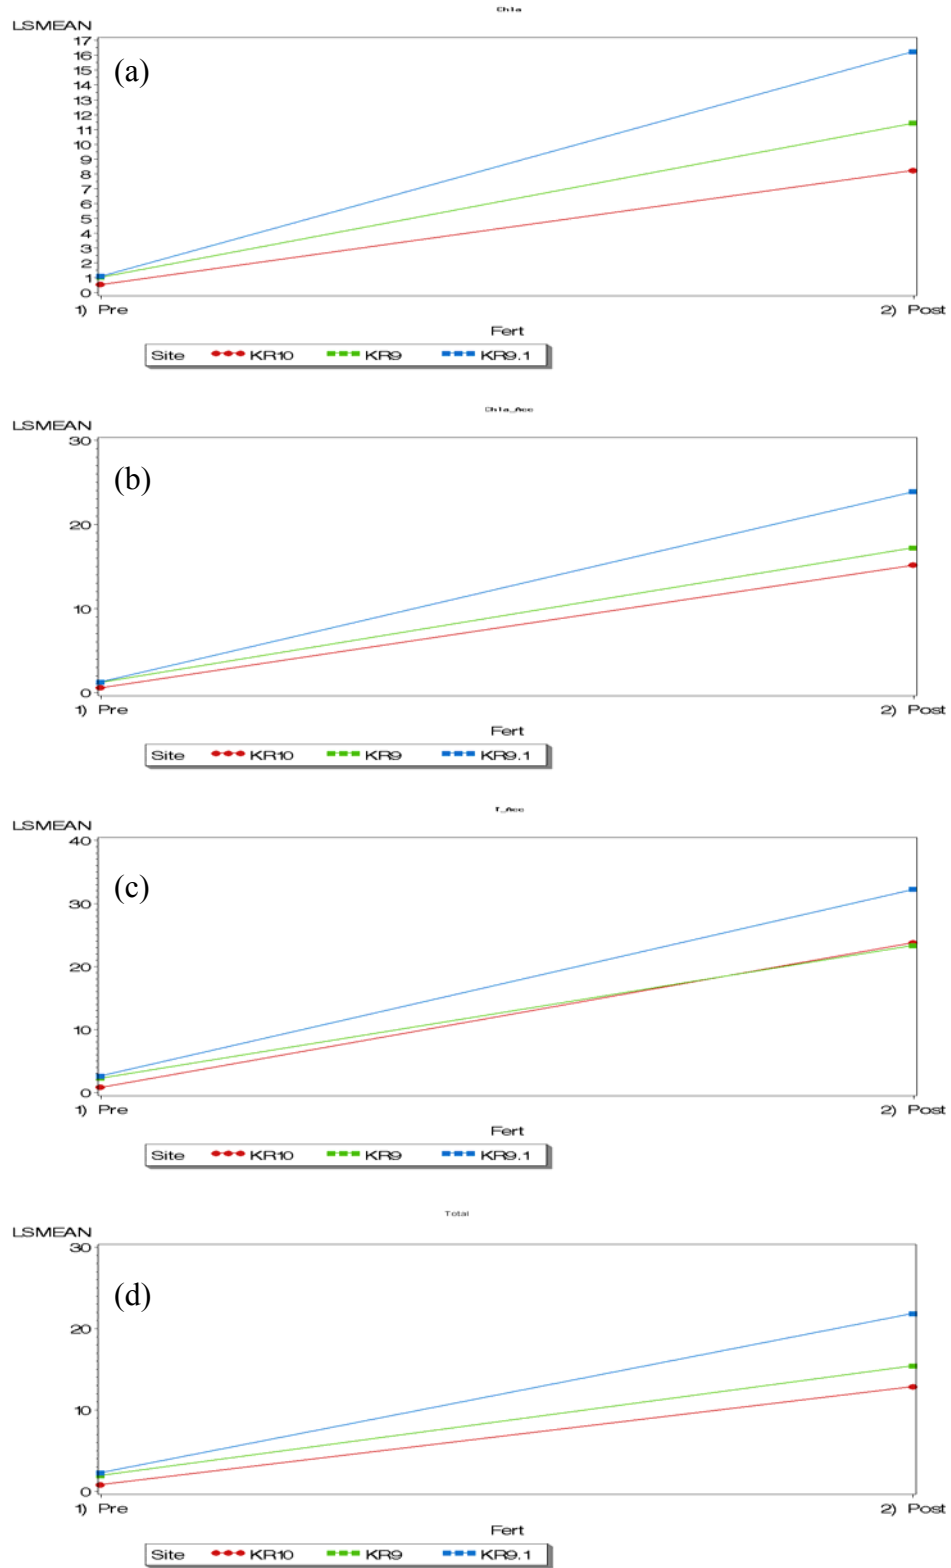 Chla
LSMEAN
17
16
15
14
13
12
11
10
9
8
7
6
5
4
3
2
1
0
(a)
1) Pre 2) Post
Fert
Site KR10 KR9 KR9.1
Chla_Acc
LSMEAN
30
(b)
20
10
0
1) Pre 2) Post
Fert
Site KR10 KR9 KR9.1
T_Acc
LSMEAN
40
(c)
30
20
10
0
1) Pre 2) Post
Fert
Site KR10 KR9 KR9.1
Total
LSMEAN
30
(d)
20
10
0
1) Pre 2) Post
Fert
Site KR10 KR9 KR9.1